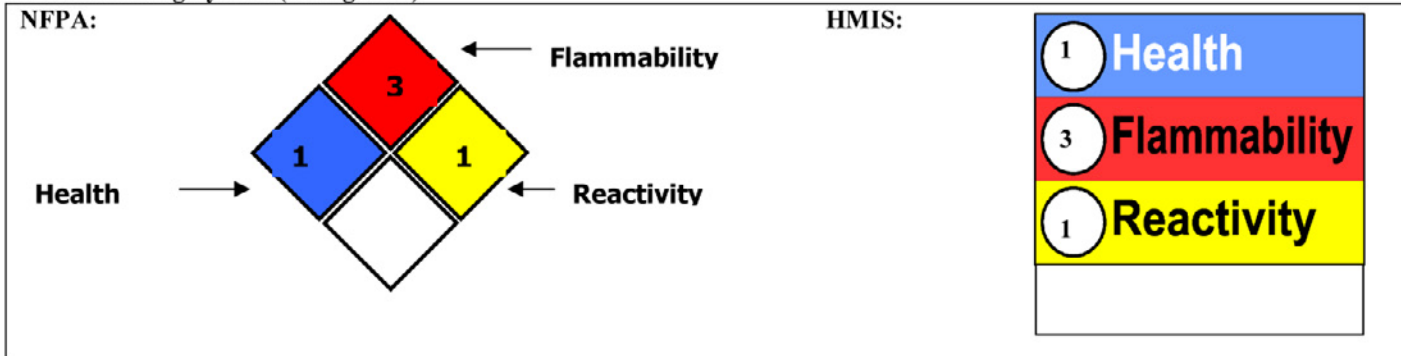 NFPA:
HMIS:
Flammability
3
1
1
Health
Reactivity
1 Health
3 Flammability
1 Reactivity